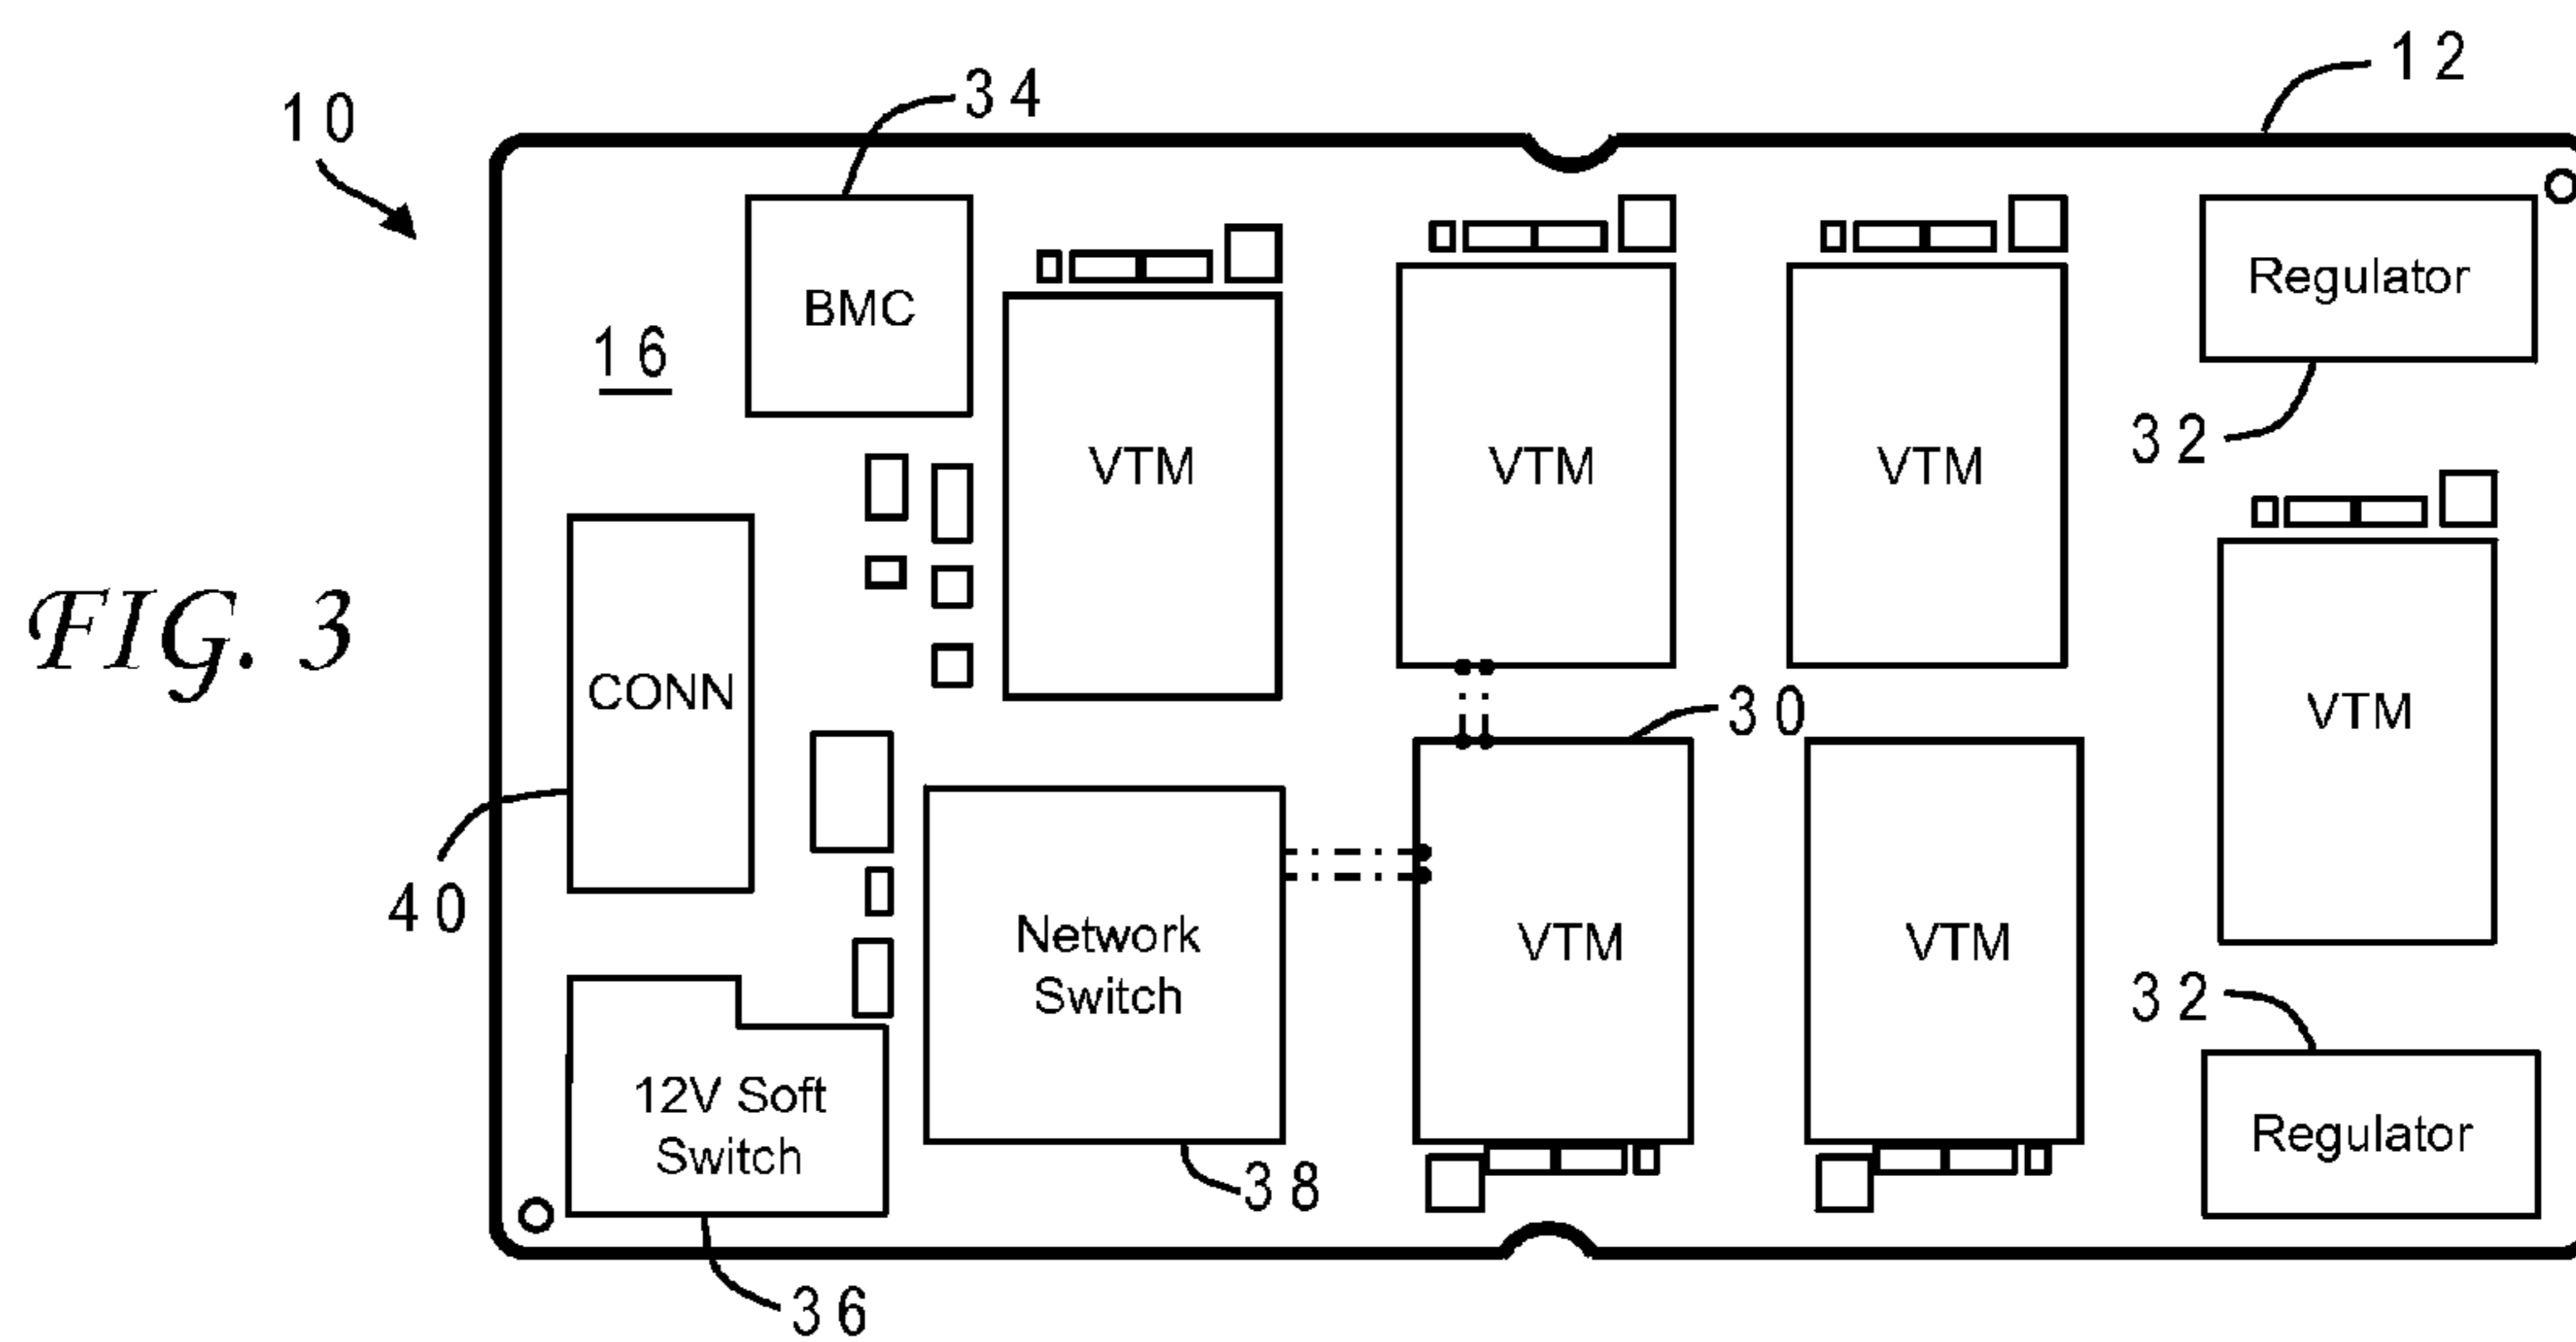 12
34
10
BMC
16
VTM
VTM
VTM
Regulator
32
FIG. 3
CONN
VTM
30
40
Network
Switch
VTM
VTM
32
12V Soft
Switch
Regulator
38
36